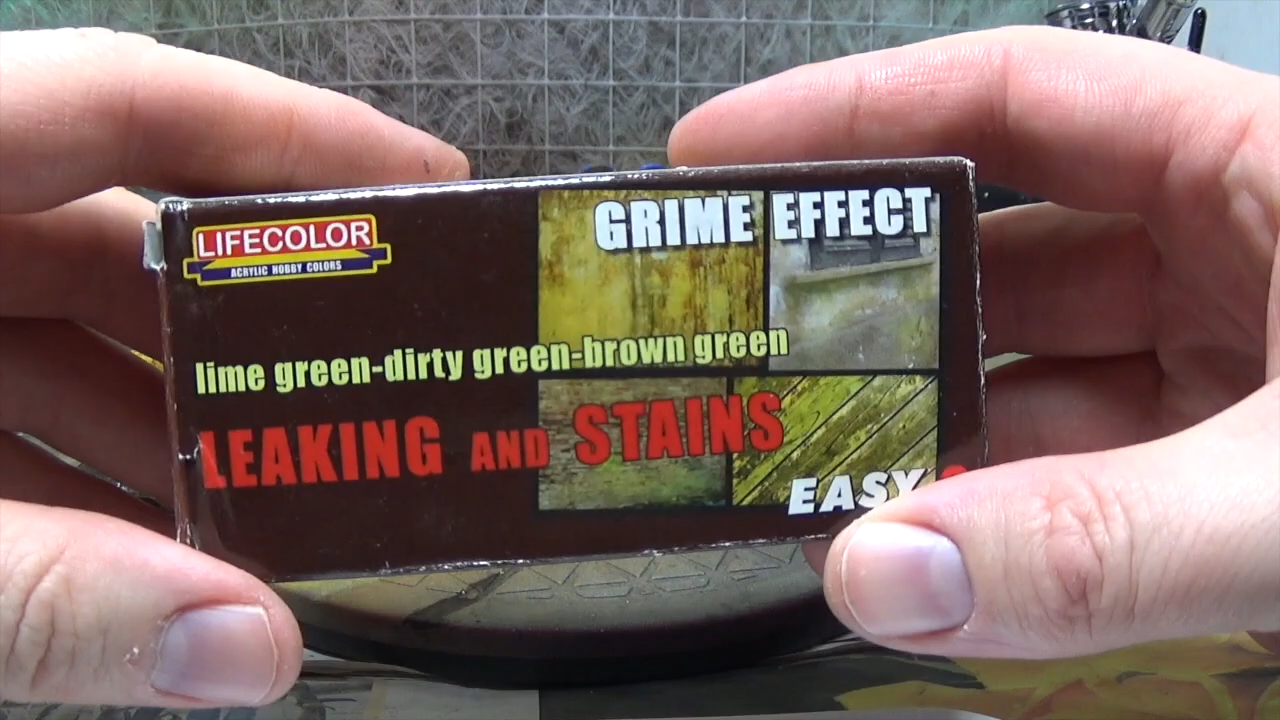 LIFECOLOR
ACRYLIC HOBBY COLORS
GRIME EFFECT
lime green-dirty green-brown green
LEAKING AND STAINS
EASY